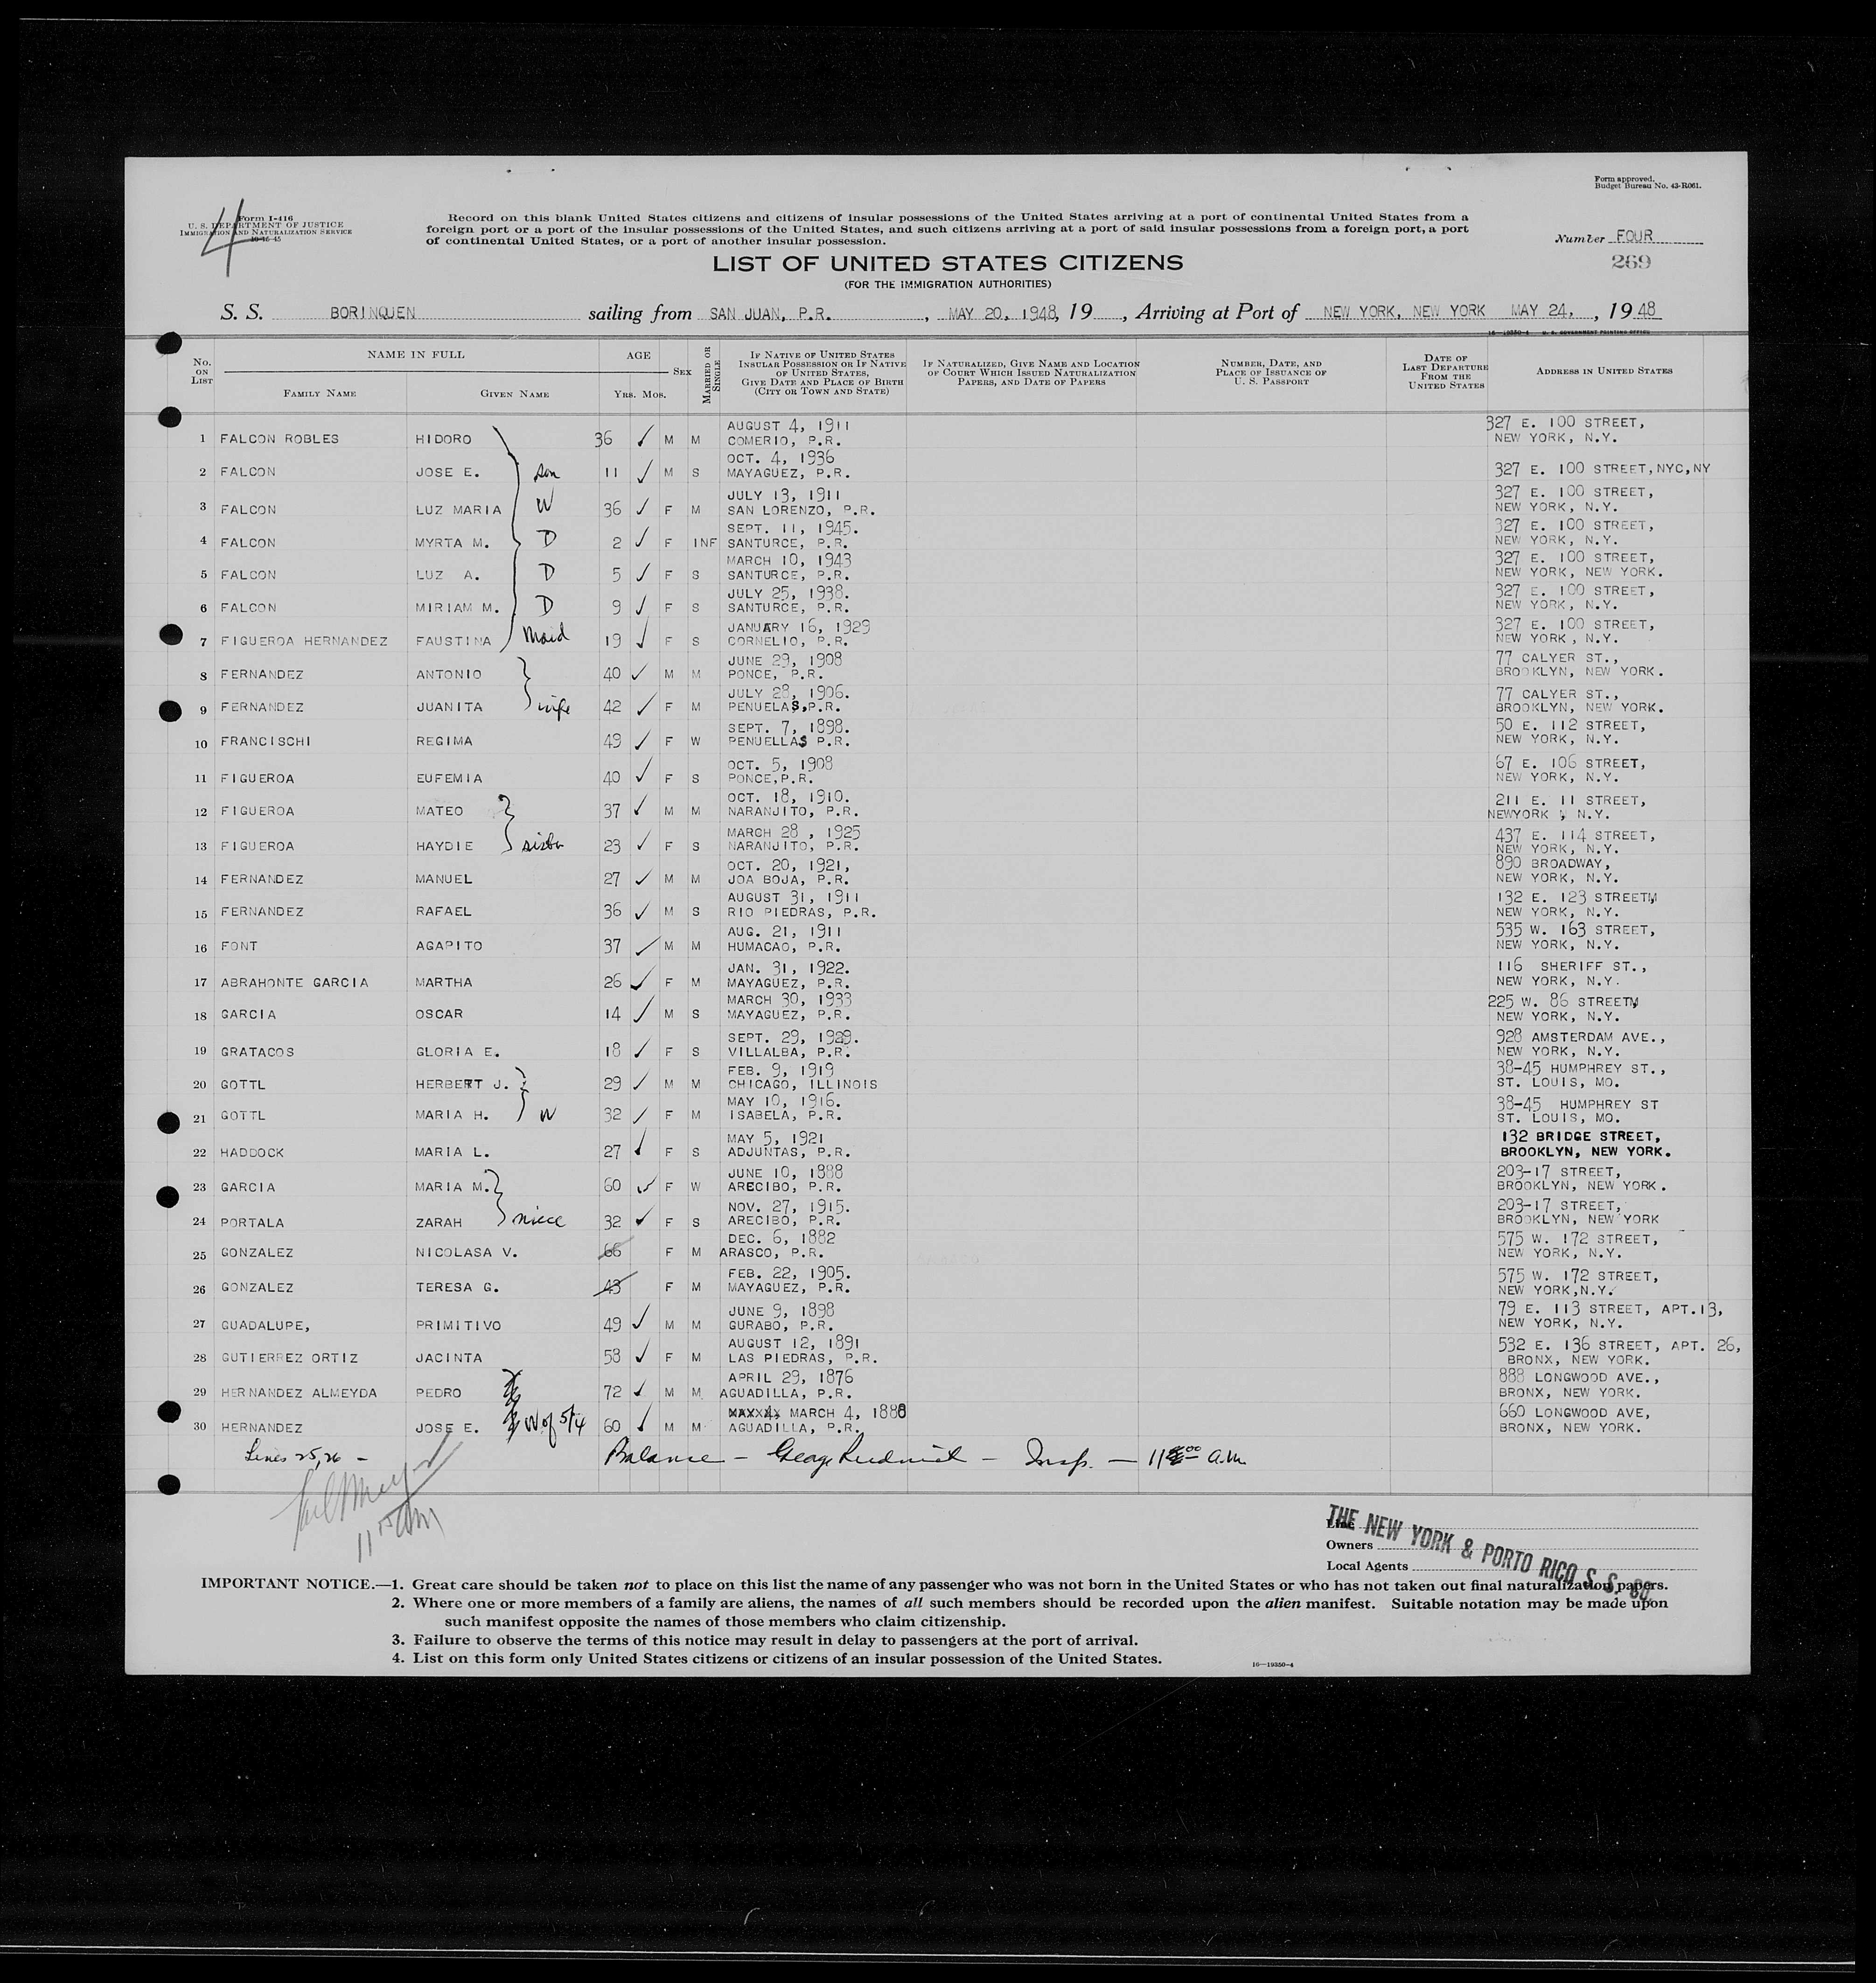 Form approved.
Budget Bureau No. 43-R061.
4
Form I-416
U. S. DEPARTMENT OF JUSTICE
IMMIGRATION AND NATURALIZATION SERVICE
10-15-45
Record on this blank United States citizens and citizens of insular possessions of the United States arriving at a port of continental United States from a
foreign port or a port of the insular possessions of the United States, and such citizens arriving at a port of said insular possessions from a foreign port, a port
of continental United States, or a port of another insular possession.
Number FOUR
269
LIST OF UNITED STATES CITIZENS
(FOR THE IMMIGRATION AUTHORITIES)
S. S. BORINQUEN sailing from SAN JUAN, P.R., MAY 20, 1948, 19 , Arriving at Port of NEW YORK, NEW YORK MAY 24, , 1948
16—19350-4 U. S. GOVERNMENT PRINTING OFFICE
No. ON LIST
NAME IN FULL
FAMILY NAME
GIVEN NAME
AGE
YRS. MOS.
SEX
MARRIED OR SINGLE
IF NATIVE OF UNITED STATES INSULAR POSSESSION OR IF NATIVE OF UNITED STATES, GIVE DATE AND PLACE OF BIRTH (CITY OR TOWN AND STATE)
IF NATURALIZED, GIVE NAME AND LOCATION OF COURT WHICH ISSUED NATURALIZATION PAPERS, AND DATE OF PAPERS
NUMBER, DATE, AND PLACE OF ISSUANCE OF U. S. PASSPORT
DATE OF LAST DEPARTURE FROM THE UNITED STATES
ADDRESS IN UNITED STATES
1 FALCON ROBLES HIDORO 36 ✓ M M AUGUST 4, 1911 COMERIO, P.R. 327 E. 100 STREET, NEW YORK, N.Y.
2 FALCON JOSE E. son 11 ✓ M S OCT. 4, 1936 MAYAGUEZ, P.R. 327 E. 100 STREET,NYC,NY
3 FALCON LUZ MARIA W 36 ✓ F M JULY 13, 1911 SAN LORENZO, P.R. 327 E. 100 STREET, NEW YORK, N.Y.
4 FALCON MYRTA M. D 2 ✓ F INF SEPT. 11, 1945. SANTURCE, P.R. 327 E. 100 STREET, NEW YORK, N.Y.
5 FALCON LUZ A. D 5 ✓ F S MARCH 10, 1943 SANTURCE, P.R. 327 E. 100 STREET, NEW YORK, NEW YORK.
6 FALCON MIRIAM M. D 9 ✓ F S JULY 25, 1938. SANTURCE, P.R. 327 E. 100 STREET, NEW YORK, N.Y.
7 FIGUEROA HERNANDEZ FAUSTINA Maid 19 ✓ F S JANUARY 16, 1929 CORNELIO, P.R. 327 E. 100 STREET, NEW YORK, N.Y.
8 FERNANDEZ ANTONIO 40 ✓ M M JUNE 29, 1908 PONCE, P.R. 77 CALYER ST., BROOKLYN, NEW YORK.
9 FERNANDEZ JUANITA wife 42 ✓ F M JULY 28, 1906. PENUELAS,P.R. 77 CALYER ST., BROOKLYN, NEW YORK.
10 FRANCISCHI REGIMA 49 ✓ F W SEPT. 7, 1898. PENUELLAS P.R. 50 E. 112 STREET, NEW YORK, N.Y.
11 FIGUEROA EUFEMIA 40 ✓ F S OCT. 5, 1908 PONCE,P.R. 67 E. 106 STREET, NEW YORK, N.Y.
12 FIGUEROA MATEO 37 ✓ M M OCT. 18, 1910. NARANJITO, P.R. 211 E. 11 STREET, NEWYORK , N.Y.
13 FIGUEROA HAYDIE sister 23 ✓ F S MARCH 28 , 1925 NARANJITO, P.R. 437 E. 114 STREET, NEW YORK, N.Y.
14 FERNANDEZ MANUEL 27 ✓ M M OCT. 20, 1921, JOA BOJA, P.R. 890 BROADWAY, NEW YORK, N.Y.
15 FERNANDEZ RAFAEL 36 ✓ M S AUGUST 31, 1911 RIO PIEDRAS, P.R. 132 E. 123 STREETM, NEW YORK, N.Y.
16 FONT AGAPITO 37 ✓ M M AUG. 21, 1911 HUMACAO, P.R. 535 W. 163 STREET, NEW YORK, N.Y.
17 ABRAHONTE GARCIA MARTHA 26 ✓ F M JAN. 31, 1922. MAYAGUEZ, P.R. 116 SHERIFF ST., NEW YORK, N.Y.
18 GARCIA OSCAR 14 ✓ M S MARCH 30, 1933 MAYAGUEZ, P.R. 225 W. 86 STREETM, NEW YORK, N.Y.
19 GRATACOS GLORIA E. 18 ✓ F S SEPT. 29, 1929. VILLALBA, P.R. 928 AMSTERDAM AVE., NEW YORK, N.Y.
20 GOTTL HERBERT J. 29 ✓ M M FEB. 9, 1919 CHICAGO, ILLINOIS 38-45 HUMPHREY ST., ST. LOUIS, MO.
21 GOTTL MARIA H. W 32 ✓ F M MAY 10, 1916. ISABELA, P.R. 38-45 HUMPHREY ST ST. LOUIS, MO.
22 HADDOCK MARIA L. 27 ✓ F S MAY 5, 1921 ADJUNTAS, P.R. 132 BRIDGE STREET, BROOKLYN, NEW YORK.
23 GARCIA MARIA M. 60 ✓ F W JUNE 10, 1888 ARECIBO, P.R. 203-17 STREET, BROOKLYN, NEW YORK.
24 PORTALA ZARAH niece 32 ✓ F S NOV. 27, 1915. ARECIBO, P.R. 203-17 STREET, BROOKLYN, NEW YORK
25 GONZALEZ NICOLASA V. 66 F M DEC. 6, 1882 ARASCO, P.R. 575 W. 172 STREET, NEW YORK, N.Y.
26 GONZALEZ TERESA G. 43 F M FEB. 22, 1905. MAYAGUEZ, P.R. 575 W. 172 STREET, NEW YORK,N.Y.
27 GUADALUPE, PRIMITIVO 49 ✓ M M JUNE 9, 1898 GURABO, P.R. 79 E. 113 STREET, APT.13, NEW YORK, N.Y.
28 GUTIERREZ ORTIZ JACINTA 58 ✓ F M AUGUST 12, 1891 LAS PIEDRAS, P.R. 532 E. 136 STREET, APT. 26, BRONX, NEW YORK.
29 HERNANDEZ ALMEYDA PEDRO 72 ✓ M M APRIL 29, 1876 AGUADILLA, P.R. 888 LONGWOOD AVE., BRONX, NEW YORK.
30 HERNANDEZ JOSE E. W of 5/4 60 ✓ M M MARCH 4, 1888 AGUADILLA, P.R. 660 LONGWOOD AVE, BRONX, NEW YORK.
Lines 25, 26 – Balance – George – Insp. – 11 00 a.m.
11 15 AM
Line
Owners
Local Agents
THE NEW YORK & PORTO RICO S. S. CO.
IMPORTANT NOTICE.—1. Great care should be taken not to place on this list the name of any passenger who was not born in the United States or who has not taken out final naturalization papers.
2. Where one or more members of a family are aliens, the names of all such members should be recorded upon the alien manifest. Suitable notation may be made upon
such manifest opposite the names of those members who claim citizenship.
3. Failure to observe the terms of this notice may result in delay to passengers at the port of arrival.
4. List on this form only United States citizens or citizens of an insular possession of the United States.
16—19350-4